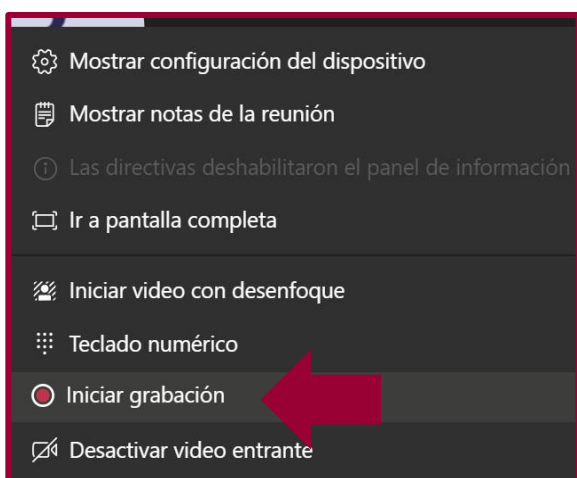 Mostrar configuración del dispositivo
Mostrar notas de la reunión
Las directivas deshabilitaron el panel de información
Ir a pantalla completa
Iniciar video con desenfoque
Teclado numérico
Iniciar grabación
Desactivar video entrante